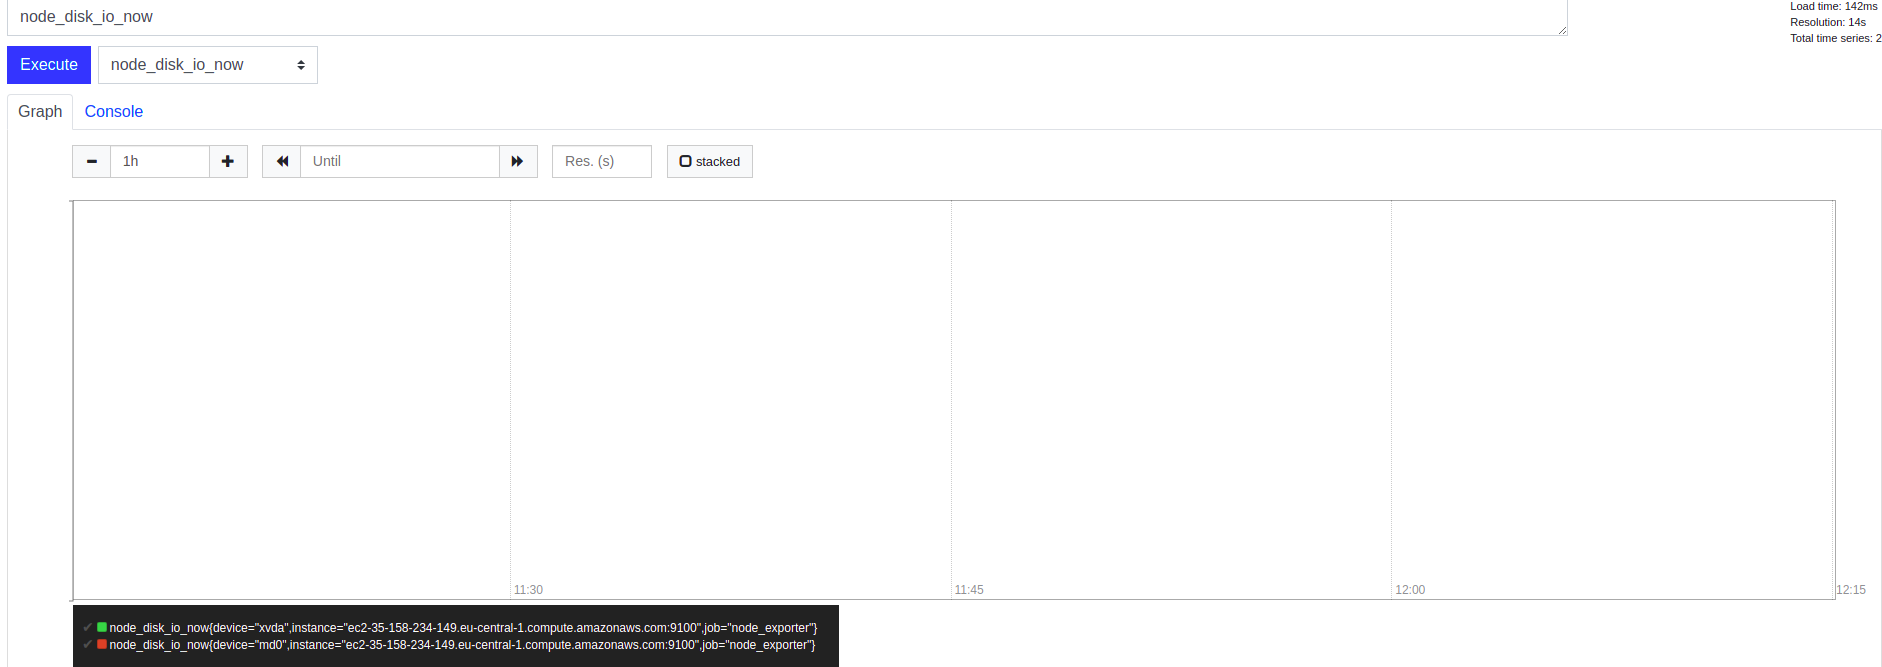 node_disk_io_now
Load time: 142ms
Resolution: 14s
Total time series: 2
Execute
node_disk_io_now
Graph
Console
1h
Until
Res. (s)
stacked
11:30
11:45
12:00
12:15
node_disk_io_now{device="xvda",instance="ec2-35-158-234-149.eu-central-1.compute.amazonaws.com:9100",job="node_exporter"}
node_disk_io_now{device="md0",instance="ec2-35-158-234-149.eu-central-1.compute.amazonaws.com:9100",job="node_exporter"}